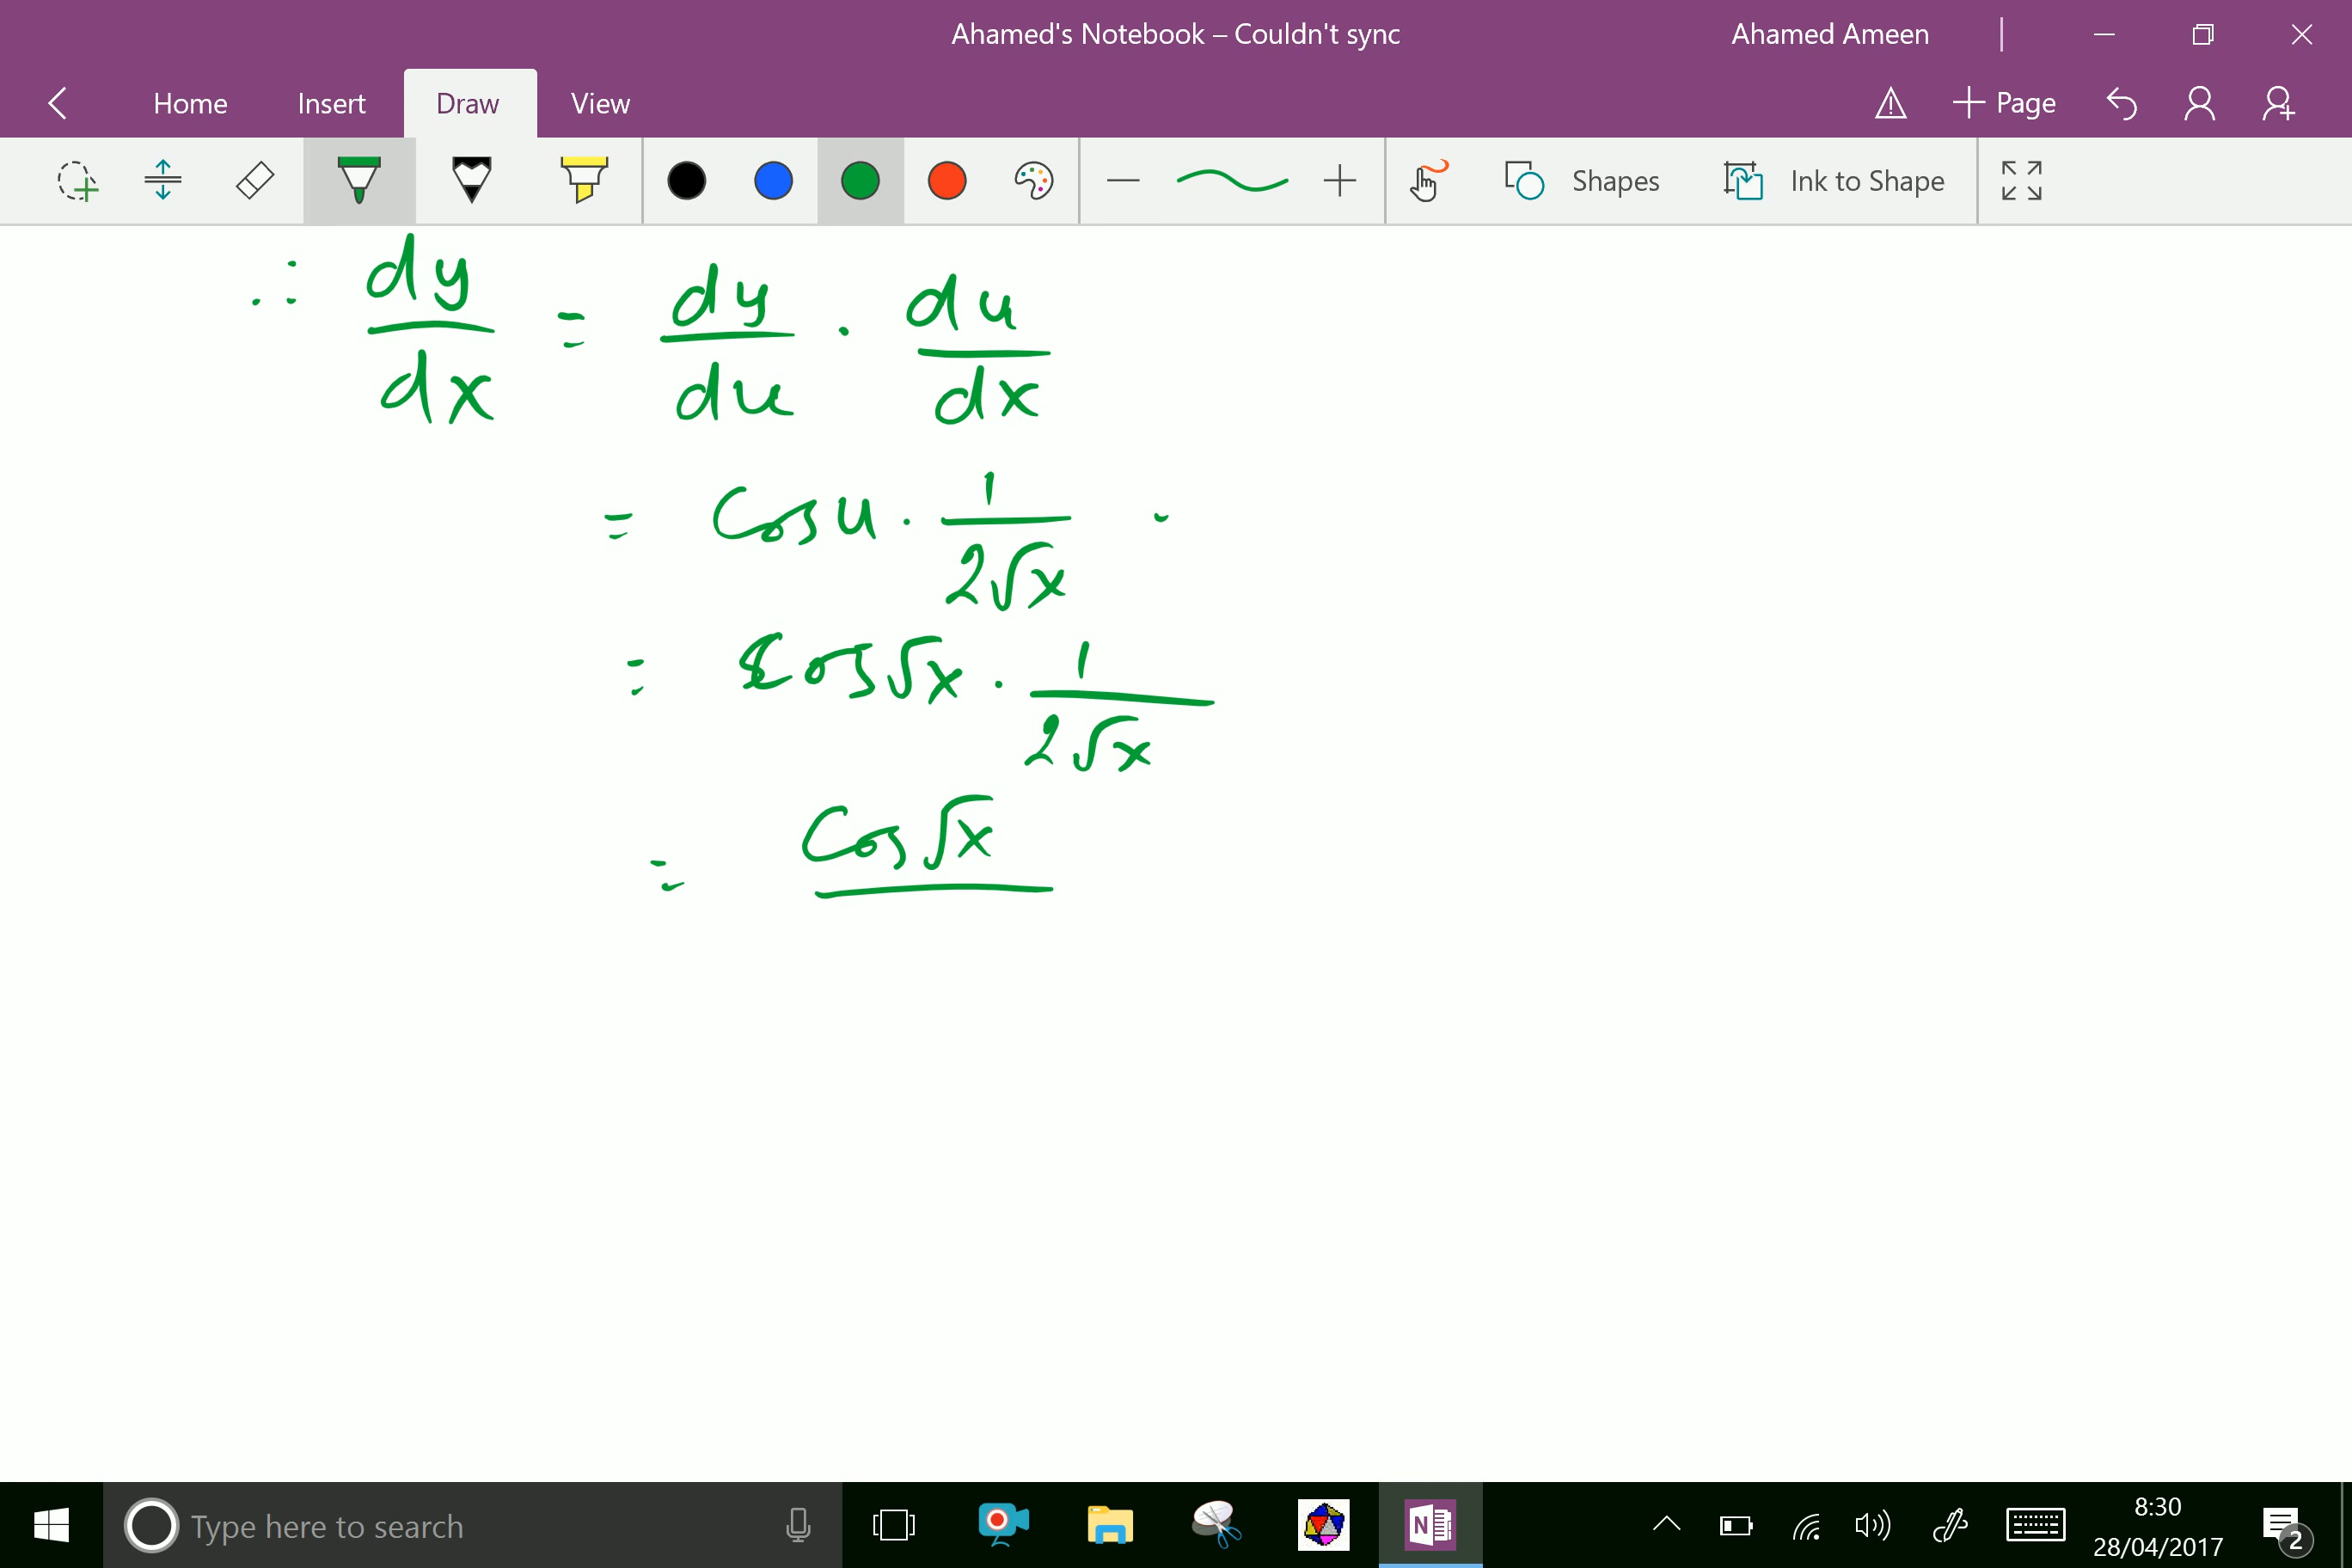 Ahamed's Notebook – Couldn't sync
Ahamed Ameen
Home Insert Draw View
Page
Shapes
Ink to Shape
∴ dy/dx = dy/du · du/dx
= Cos u · 1/2√x ·
= Cos √x · 1/2√x
= Cos √x
Type here to search
N
8:30
28/04/2017
2